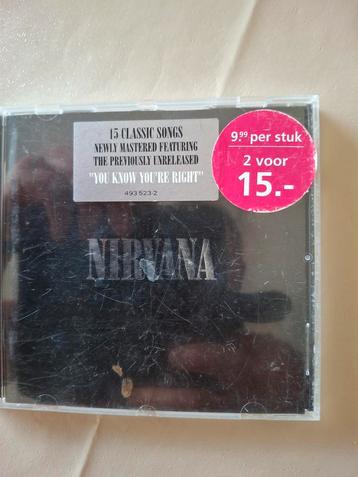 15 CLASSIC SONGS
NEWLY MASTERED FEATURING
THE PREVIOUSLY UNRELEASED
"YOU KNOW YOU'RE RIGHT"
493 523-2
9.99 per stuk
2 voor
15.-
NIRVANA